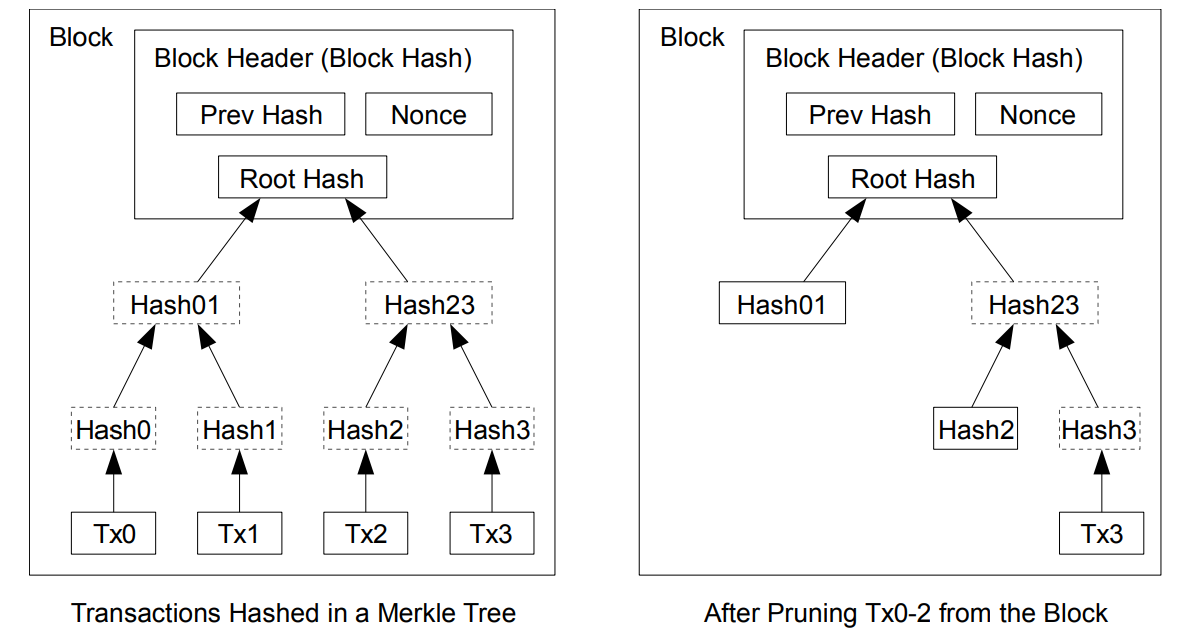 Block
Block Header (Block Hash)
Prev Hash
Nonce
Root Hash
Hash01
Hash23
Hash0
Hash1
Hash2
Hash3
Tx0
Tx1
Tx2
Tx3
Transactions Hashed in a Merkle Tree
Block
Block Header (Block Hash)
Prev Hash
Nonce
Root Hash
Hash01
Hash23
Hash2
Hash3
Tx3
After Pruning Tx0-2 from the Block